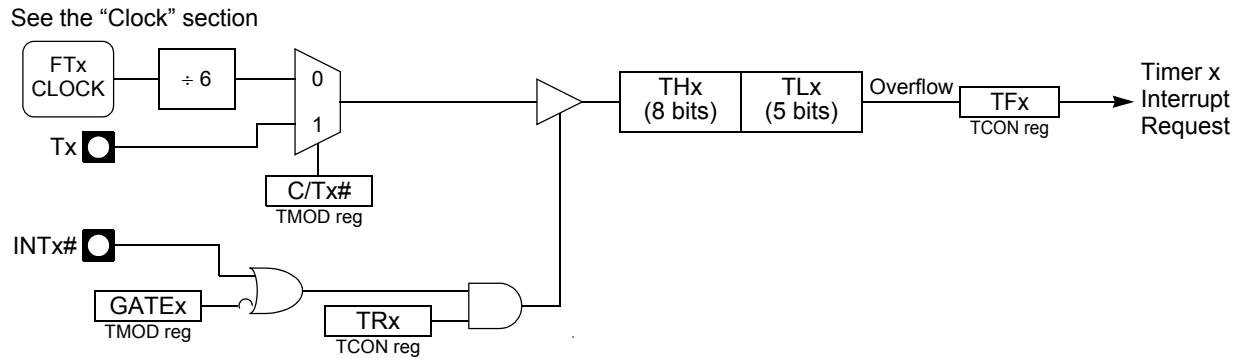 See the “Clock” section
FTx
CLOCK
÷ 6
0
1
Tx
C/Tx#
TMOD reg
THx
(8 bits)
TLx
(5 bits)
Overflow
TFx
TCON reg
Timer x
Interrupt
Request
INTx#
GATEx
TMOD reg
TRx
TCON reg